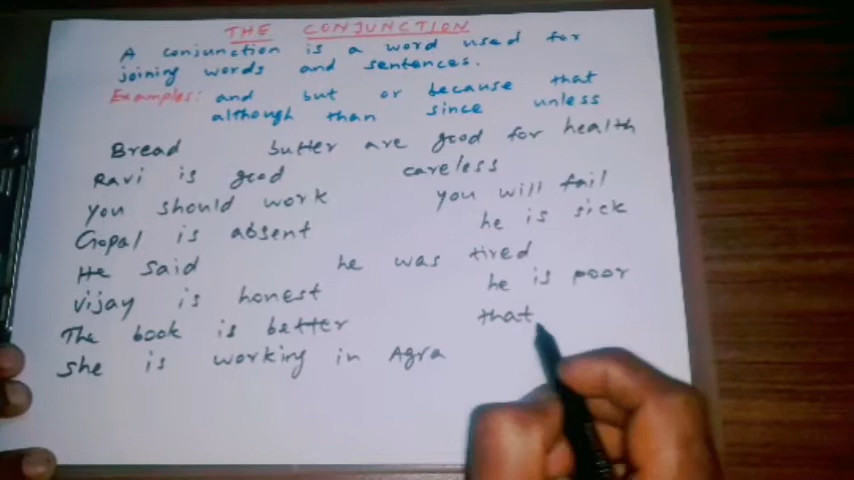 THE CONJUNCTION
A conjunction is a word used for
joining words and sentences.
Examples: and but or because that
although than since unless
Bread butter are good for health
Ravi is good careless
You should work you will fail
Gopal is absent he is sick
He said he was tired
Vijay is honest he is poor
The book is better that
She is working in Agra